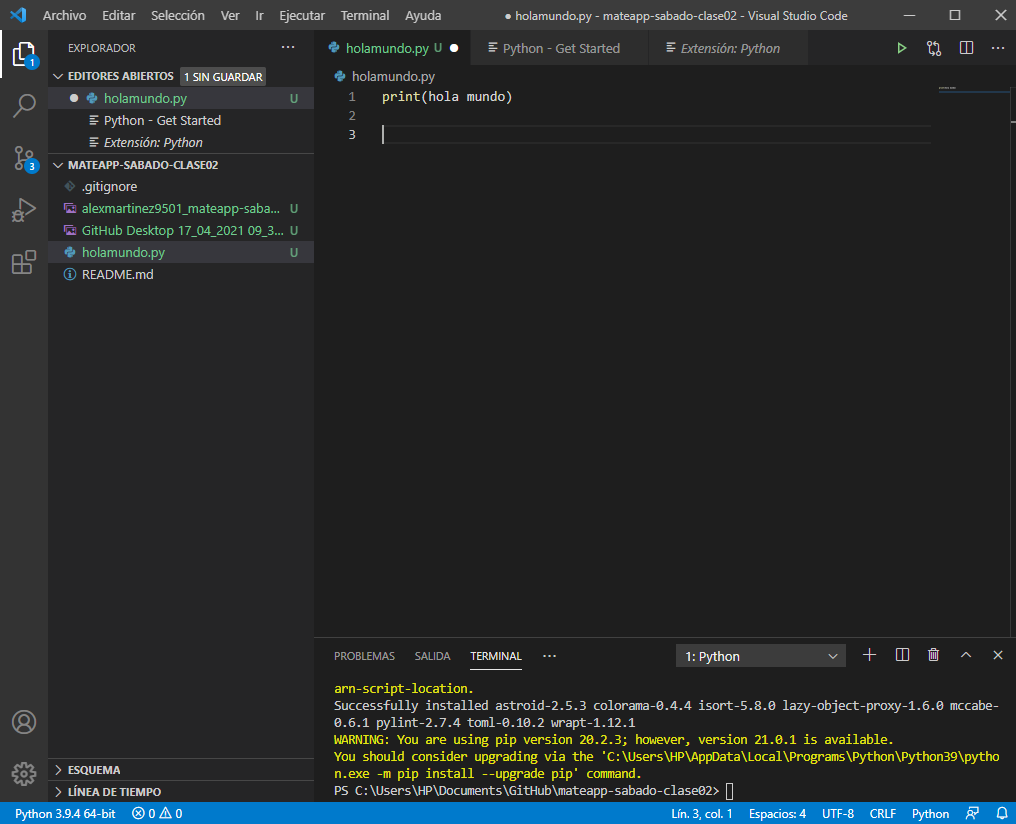 Archivo Editar Selección Ver Ir Ejecutar Terminal Ayuda ● holamundo.py - mateapp-sabado-clase02 - Visual Studio Code
EXPLORADOR ···
EDITORES ABIERTOS 1 SIN GUARDAR
holamundo.py U
Python - Get Started
Extensión: Python
MATEAPP-SABADO-CLASE02
.gitignore
alexmartinez9501_mateapp-saba... U
GitHub Desktop 17_04_2021 09_3... U
holamundo.py U
README.md
ESQUEMA
LÍNEA DE TIEMPO
1
3
holamundo.py U Python - Get Started Extensión: Python
holamundo.py
1 print(hola mundo)
2
3
PROBLEMAS SALIDA TERMINAL ··· 1: Python
arn-script-location.
Successfully installed astroid-2.5.3 colorama-0.4.4 isort-5.8.0 lazy-object-proxy-1.6.0 mccabe-
0.6.1 pylint-2.7.4 toml-0.10.2 wrapt-1.12.1
WARNING: You are using pip version 20.2.3; however, version 21.0.1 is available.
You should consider upgrading via the 'C:\Users\HP\AppData\Local\Programs\Python\Python39\pytho
n.exe -m pip install --upgrade pip' command.
PS C:\Users\HP\Documents\GitHub\mateapp-sabado-clase02>
Python 3.9.4 64-bit 0 0 Lín. 3, col. 1 Espacios: 4 UTF-8 CRLF Python